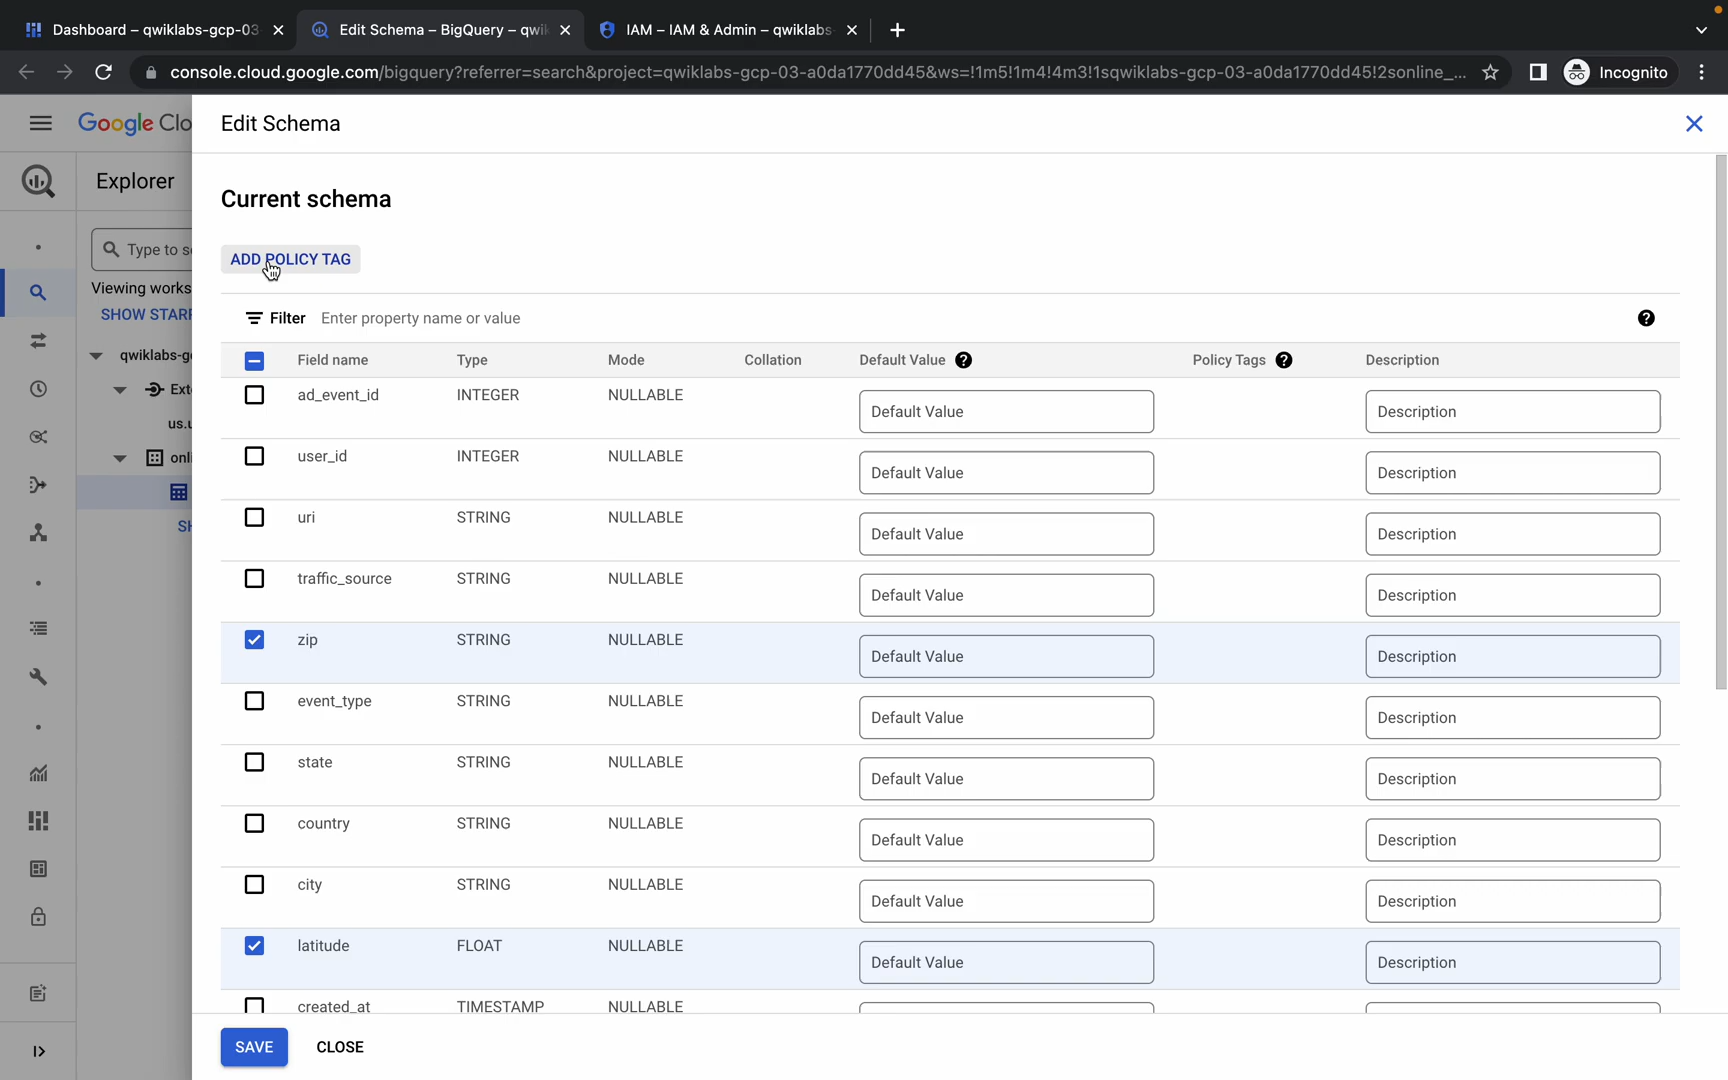 Dashboard – qwiklabs-gcp-03
Edit Schema – BigQuery – qwik
IAM – IAM & Admin – qwiklabs-
console.cloud.google.com/bigquery?referrer=search&project=qwiklabs-gcp-03-a0da1770dd45&ws=!1m5!1m4!4m3!1sqwiklabs-gcp-03-a0da1770dd45!2sonline_...
Incognito
Google Clo
Edit Schema
Explorer
Current schema
Type to se
ADD POLICY TAG
Viewing works
SHOW STARR
Filter Enter property name or value
qwiklabs-g
Field name Type Mode Collation Default Value Policy Tags Description
Exte
ad_event_id INTEGER NULLABLE Default Value Description
us.u
onli
user_id INTEGER NULLABLE Default Value Description
SH
uri STRING NULLABLE Default Value Description
traffic_source STRING NULLABLE Default Value Description
zip STRING NULLABLE Default Value Description
event_type STRING NULLABLE Default Value Description
state STRING NULLABLE Default Value Description
country STRING NULLABLE Default Value Description
city STRING NULLABLE Default Value Description
latitude FLOAT NULLABLE Default Value Description
created_at TIMESTAMP NULLABLE
SAVE CLOSE